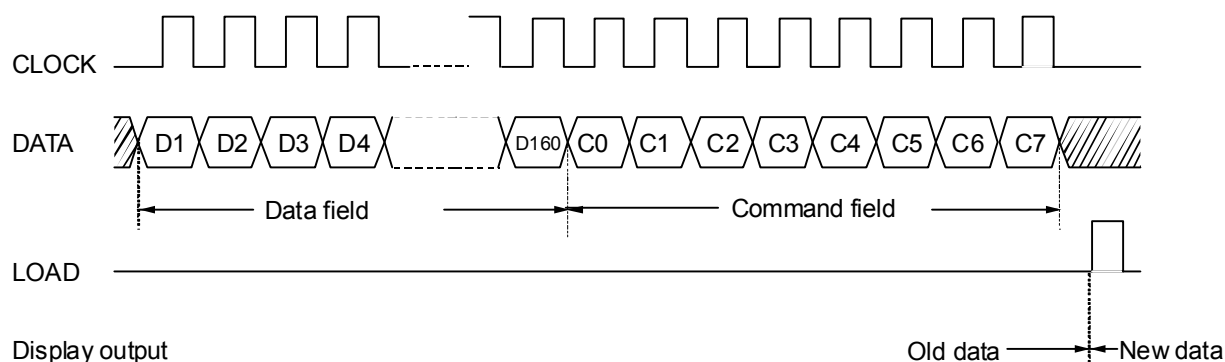 CLOCK
DATA D1 D2 D3 D4 D160 C0 C1 C2 C3 C4 C5 C6 C7
Data field Command field
LOAD
Display output Old data New data